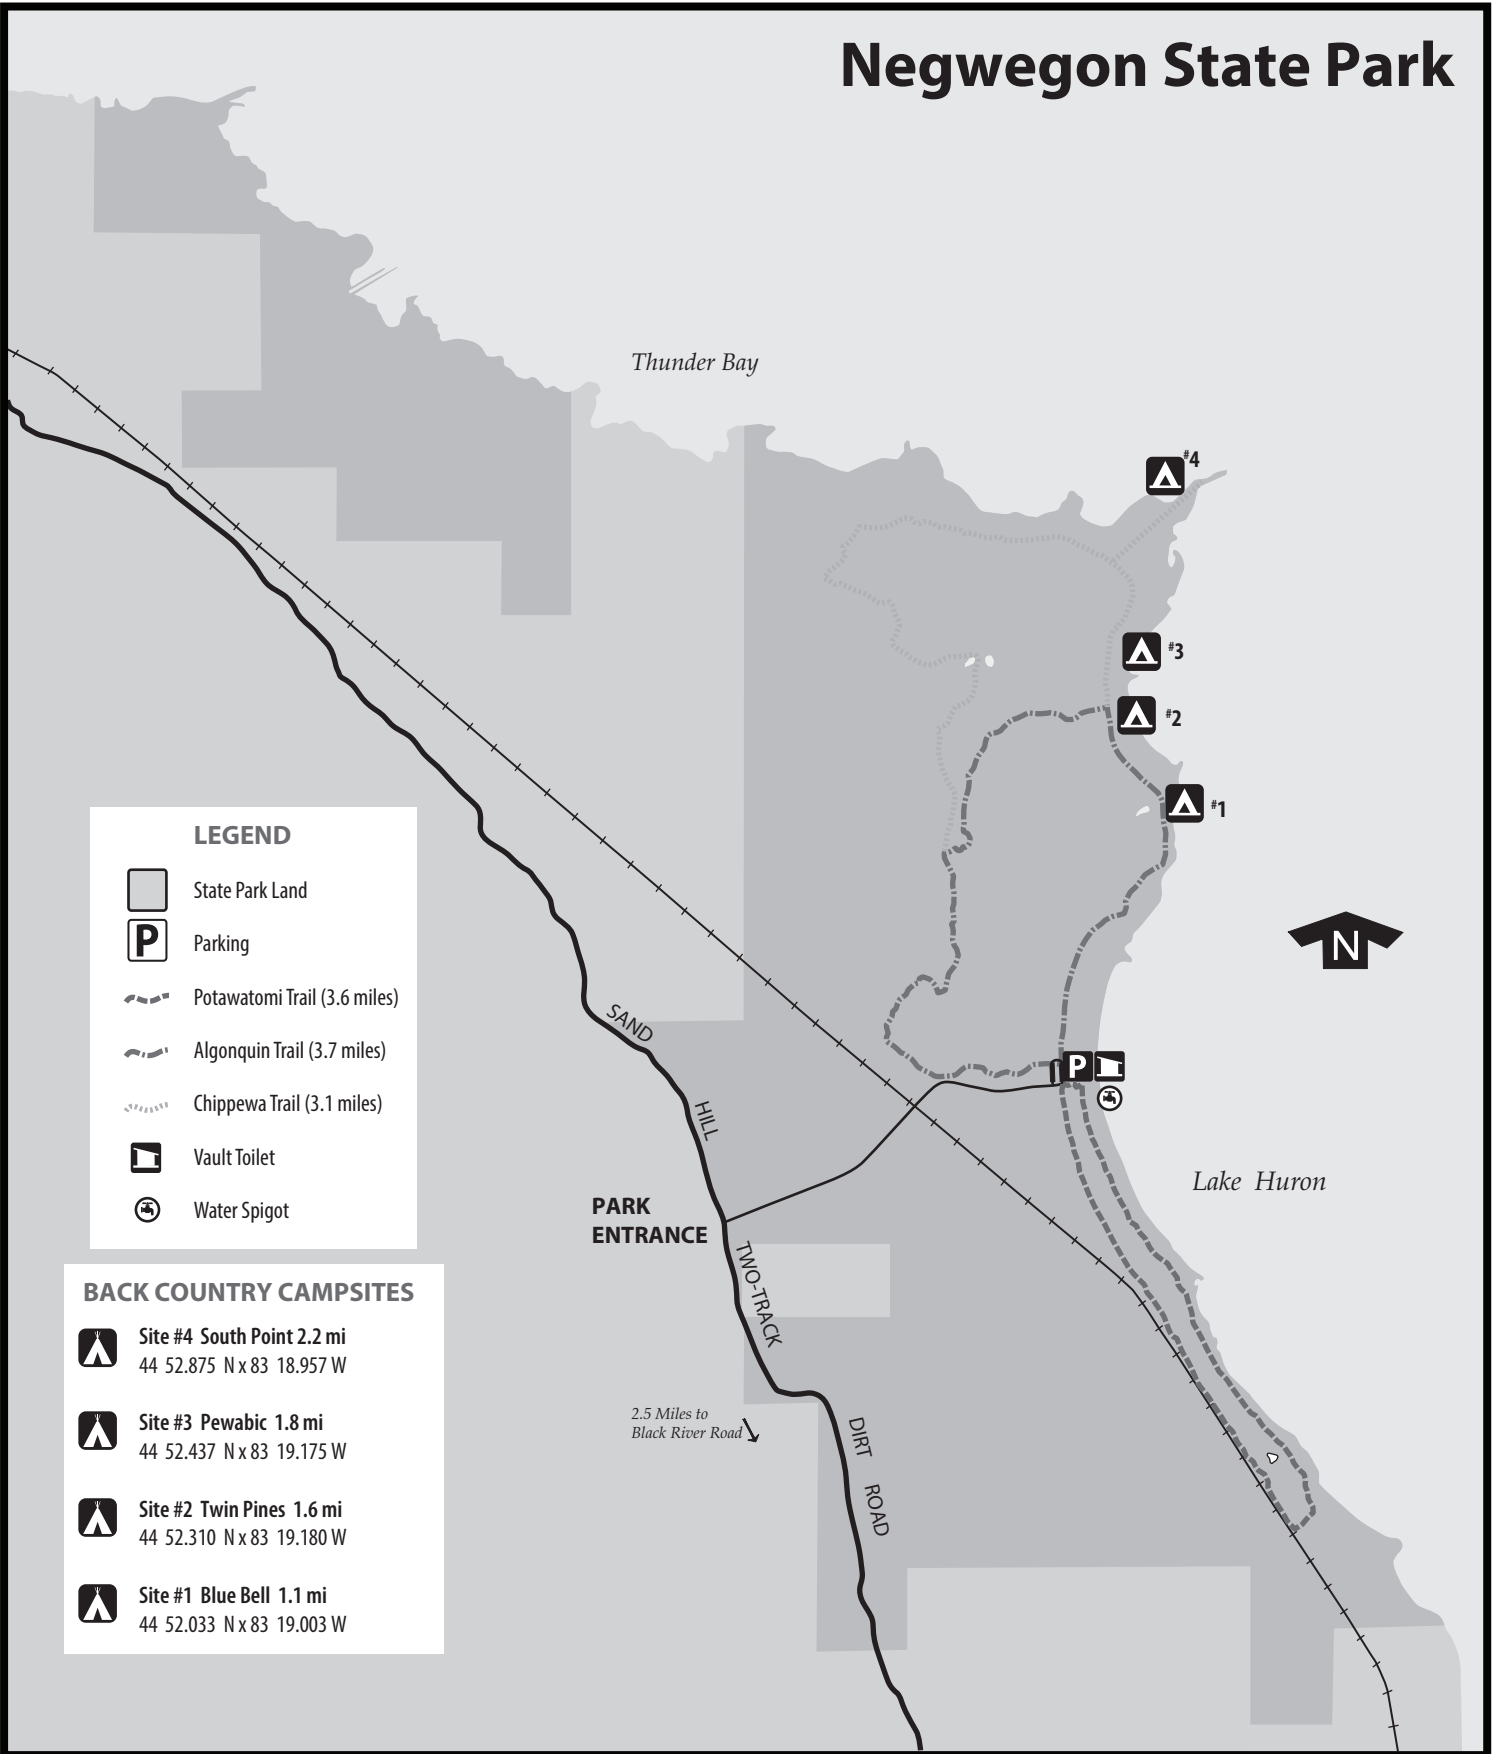 Negwegon State Park
Thunder Bay
#4
#3
#2
#1
N
P
Lake Huron
SAND
HILL
PARK
ENTRANCE
TWO-TRACK
2.5 Miles to
Black River Road
DIRT ROAD
LEGEND
State Park Land
P Parking
Potawatomi Trail (3.6 miles)
Algonquin Trail (3.7 miles)
Chippewa Trail (3.1 miles)
Vault Toilet
Water Spigot
BACK COUNTRY CAMPSITES
Site #4 South Point 2.2 mi
44 52.875 N x 83 18.957 W
Site #3 Pewabic 1.8 mi
44 52.437 N x 83 19.175 W
Site #2 Twin Pines 1.6 mi
44 52.310 N x 83 19.180 W
Site #1 Blue Bell 1.1 mi
44 52.033 N x 83 19.003 W